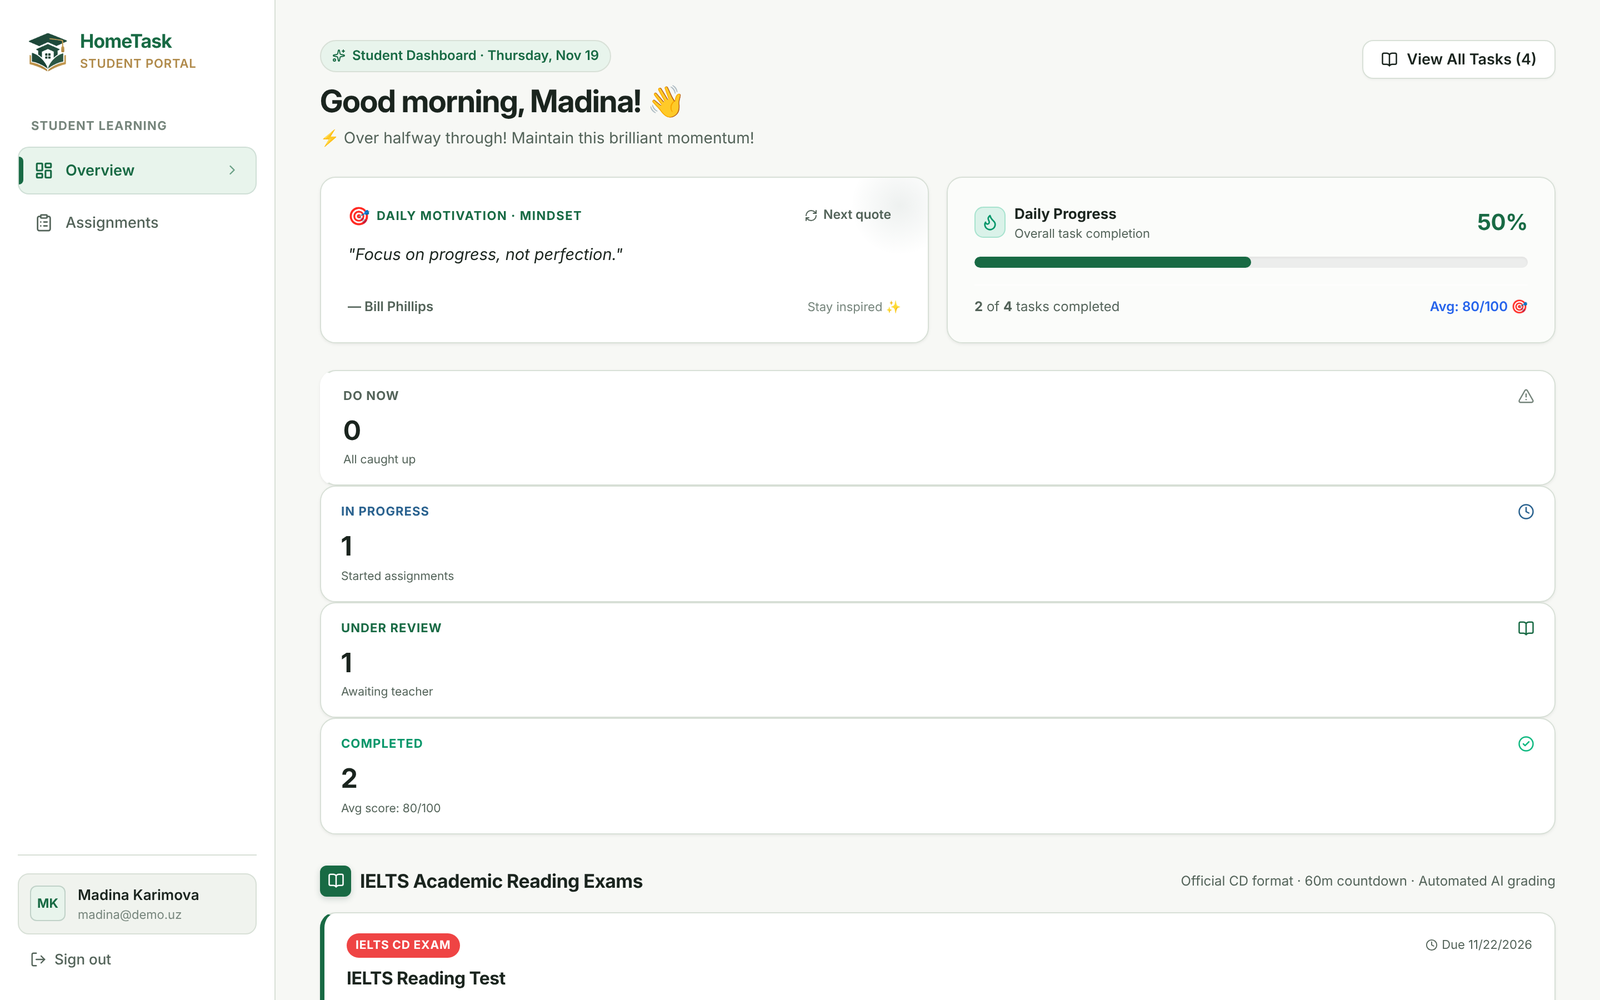 HomeTask
STUDENT PORTAL
STUDENT LEARNING
Overview
Assignments
MK
Madina Karimova
madina@demo.uz
Sign out
Student Dashboard · Thursday, Nov 19
View All Tasks (4)
Good morning, Madina! 👋
⚡ Over halfway through! Maintain this brilliant momentum!
🎯 DAILY MOTIVATION · MINDSET
Next quote
"Focus on progress, not perfection."
— Bill Phillips
Stay inspired ✨
Daily Progress
Overall task completion
50%
2 of 4 tasks completed
Avg: 80/100 🎯
DO NOW
0
All caught up
IN PROGRESS
1
Started assignments
UNDER REVIEW
1
Awaiting teacher
COMPLETED
2
Avg score: 80/100
IELTS Academic Reading Exams
Official CD format · 60m countdown · Automated AI grading
IELTS CD EXAM
Due 11/22/2026
IELTS Reading Test